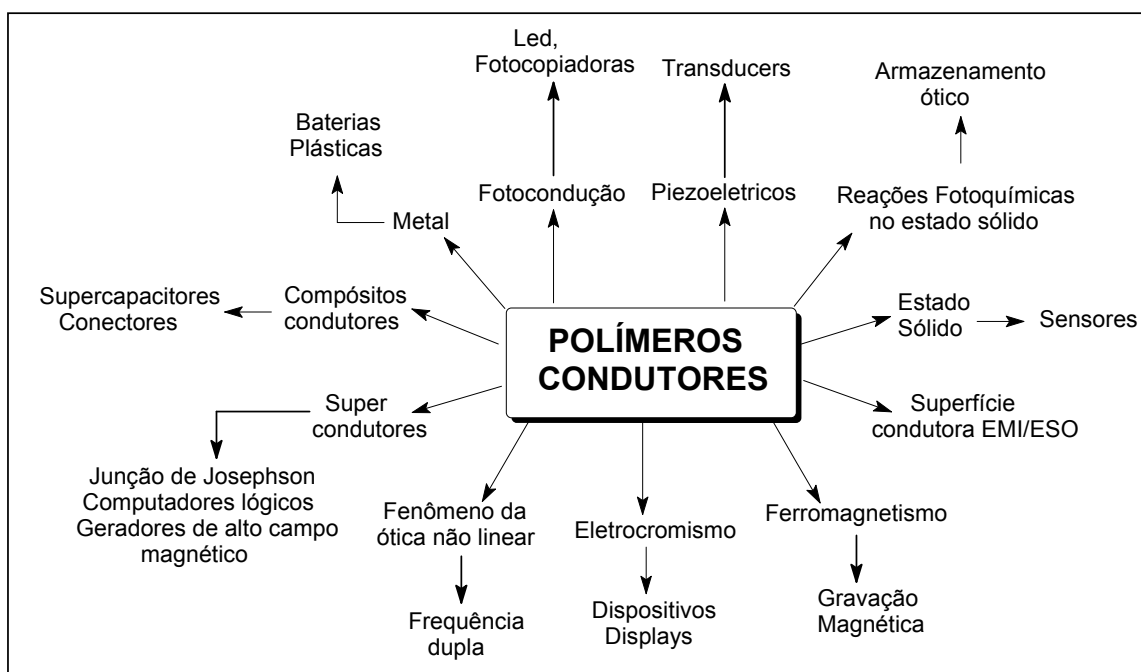 Led,
Fotocopiadoras
Transducers
Armazenamento
ótico
Baterias
Plásticas
Fotocondução
Piezoeletricos
Reações Fotoquímicas
no estado sólido
Metal
Supercapacitores
Conectores
Compósitos
condutores
POLÍMEROS
CONDUTORES
Estado
Sólido
Sensores
Super
condutores
Superfície
condutora EMI/ESO
Junção de Josephson
Computadores lógicos
Geradores de alto campo
magnético
Fenômeno da
ótica não linear
Eletrocromismo
Ferromagnetismo
Frequência
dupla
Dispositivos
Displays
Gravação
Magnética